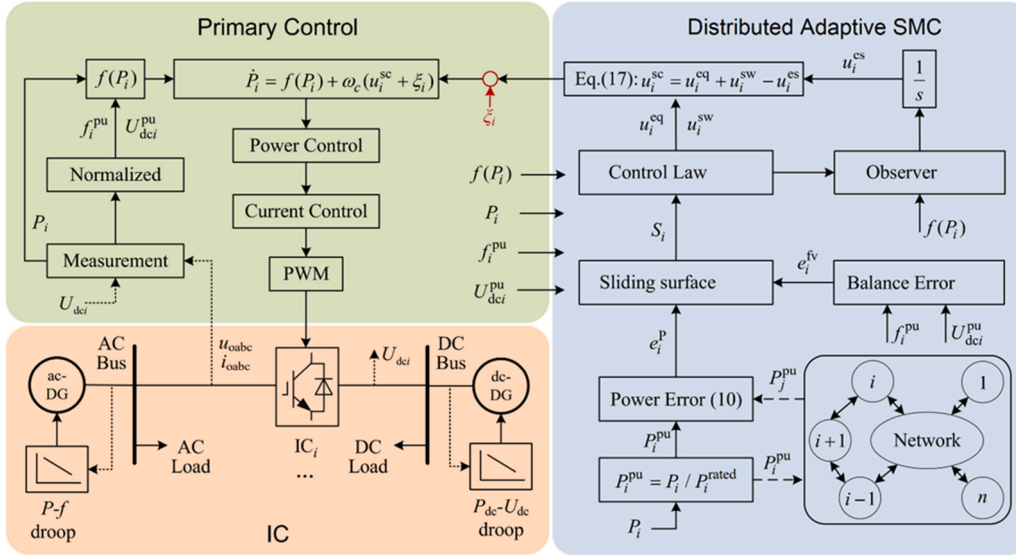 Primary Control
f(P_i)
Ṗ_i = f(P_i) + ω_c(u_i^sc + ξ_i)
ξ_i
f_i^pu U_dci^pu
Power Control
Normalized
Current Control
P_i
Measurement
PWM
U_dci
Distributed Adaptive SMC
Eq.(17): u_i^sc = u_i^eq + u_i^sw − u_i^es
u_i^es
1/s
u_i^eq u_i^sw
f(P_i)
Control Law
Observer
P_i
S_i
f(P_i)
f_i^pu
e_i^fv
U_dci^pu
Sliding surface
Balance Error
e_i^P
f_i^pu U_dci^pu
Power Error (10)
P_j^pu
P_i^pu
P_i^pu = P_i / P_i^rated
P_i^pu
P_i
i
1
i+1
Network
i−1
n
AC
Bus
u_oabc
i_oabc
U_dci
DC
Bus
ac-
DG
dc-
DG
IC_i
...
AC
Load
DC
Load
P-f
droop
P_dc-U_dc
droop
IC